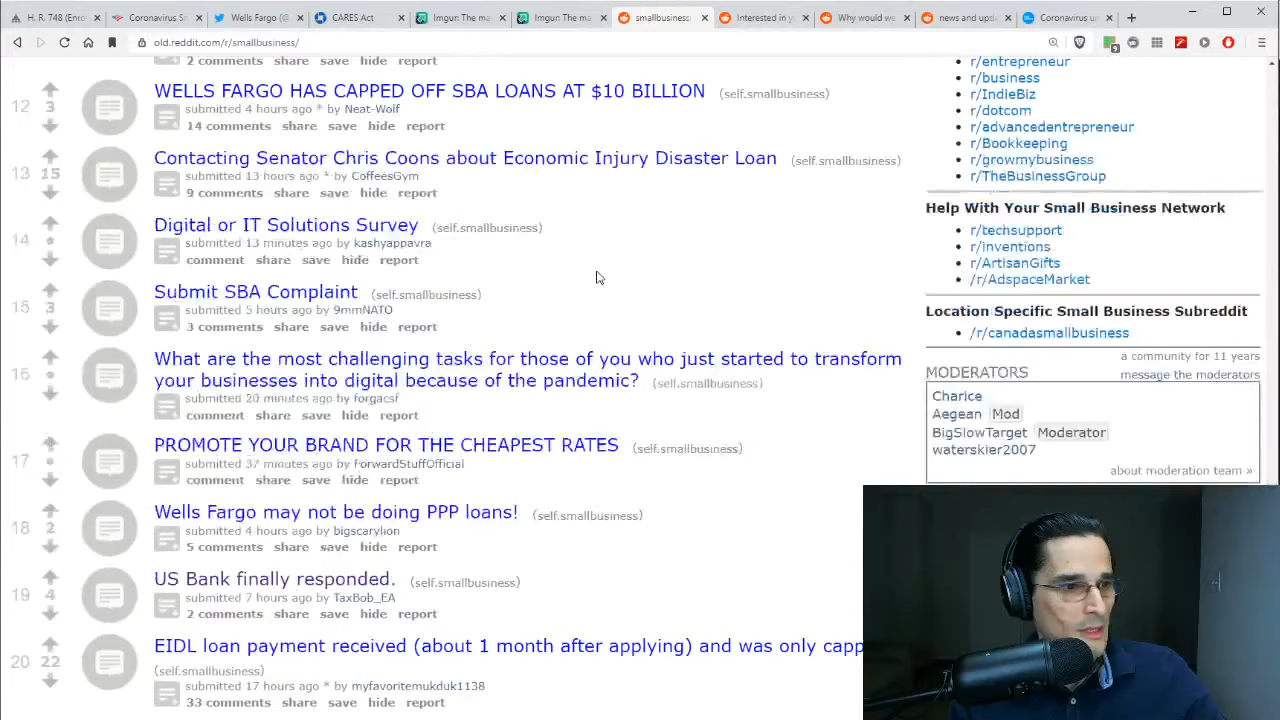 H. R. 748 (Enro
Coronavirus S
Wells Fargo (@
CARES Act
Imgur: The ma
Imgur: The ma
smallbusiness
Interested in y
Why would we
news and upd
Coronavirus u
old.reddit.com/r/smallbusiness/
9
2 comments share save hide report
12
3
WELLS FARGO HAS CAPPED OFF SBA LOANS AT $10 BILLION (self.smallbusiness)
submitted 4 hours ago * by Neat-Wolf
14 comments share save hide report
13
15
Contacting Senator Chris Coons about Economic Injury Disaster Loan (self.smallbusiness)
submitted 13 hours ago * by CoffeesGym
9 comments share save hide report
14
•
Digital or IT Solutions Survey (self.smallbusiness)
submitted 13 minutes ago by kashyappavra
comment share save hide report
15
3
Submit SBA Complaint (self.smallbusiness)
submitted 5 hours ago by 9mmNATO
3 comments share save hide report
16
•
What are the most challenging tasks for those of you who just started to transform
your businesses into digital because of the pandemic? (self.smallbusiness)
submitted 20 minutes ago by forgacsf
comment share save hide report
17
•
PROMOTE YOUR BRAND FOR THE CHEAPEST RATES (self.smallbusiness)
submitted 37 minutes ago by ForwardStuffOfficial
comment share save hide report
18
2
Wells Fargo may not be doing PPP loans! (self.smallbusiness)
submitted 4 hours ago by bigscarylion
5 comments share save hide report
19
4
US Bank finally responded. (self.smallbusiness)
submitted 7 hours ago by TaxBob_EA
2 comments share save hide report
20
22
EIDL loan payment received (about 1 month after applying) and was only capp
(self.smallbusiness)
submitted 17 hours ago * by myfavoritemukduk1138
33 comments share save hide report
r/entrepreneur
r/business
r/IndieBiz
r/dotcom
r/advancedentrepreneur
r/Bookkeeping
r/growmybusiness
r/TheBusinessGroup
Help With Your Small Business Network
r/techsupport
r/inventions
r/ArtisanGifts
/r/AdspaceMarket
Location Specific Small Business Subreddit
/r/canadasmallbusiness
a community for 11 years
MODERATORS
message the moderators
Charice
Aegean Mod
BigSlowTarget Moderator
waterskier2007
about moderation team »